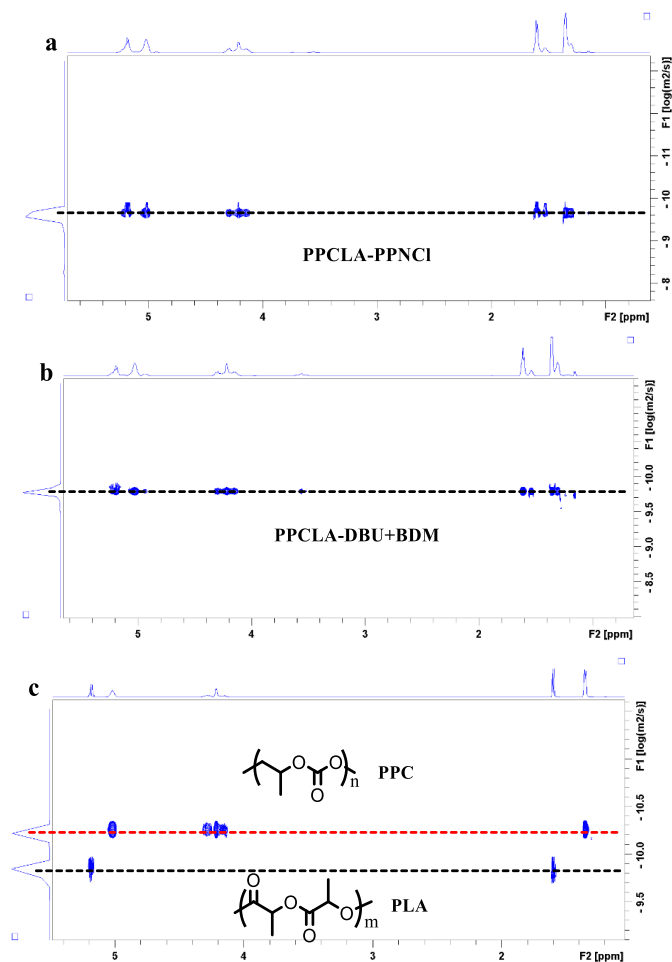 a
F1 [log(m2/s)]
- 11
- 10
- 9
- 8
PPCLA-PPNCl
5 4 3 2 F2 [ppm]
b
F1 [log(m2/s)]
- 10.0
- 9.5
- 9.0
- 8.5
PPCLA-DBU+BDM
5 4 3 2 F2 [ppm]
c
F1 [log(m2/s)]
- 10.5
- 10.0
- 9.5
O O n PPC
O
O
O O m PLA
O
5 4 3 2 F2 [ppm]